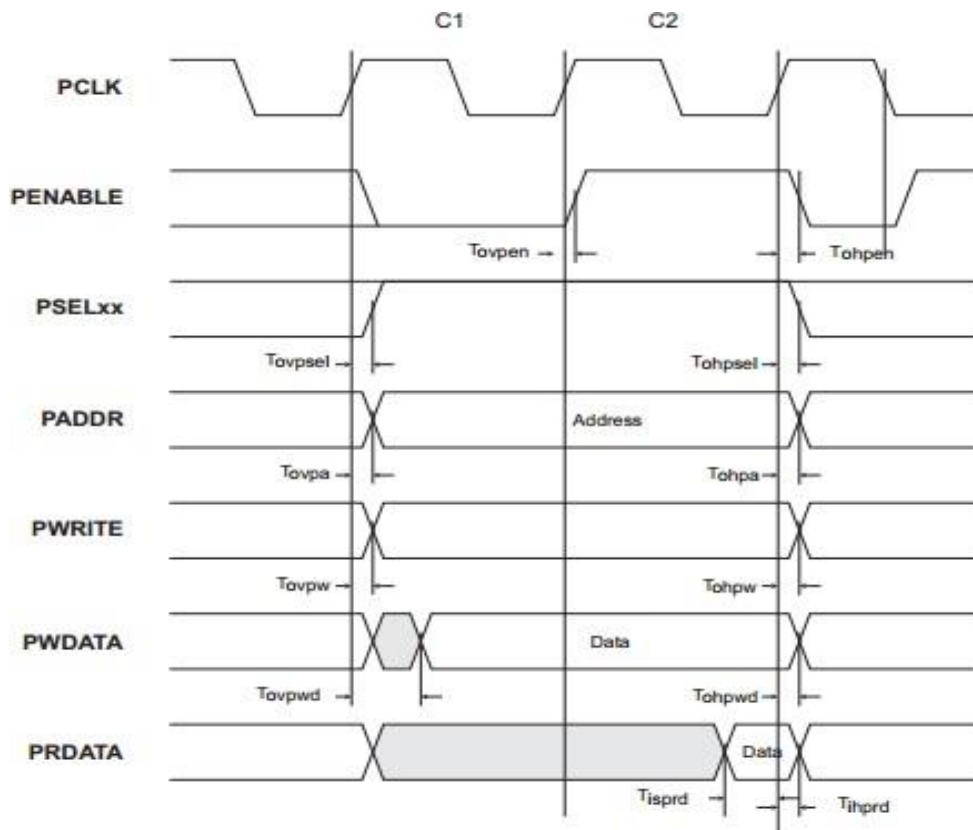 C1 C2
PCLK
PENABLE
Tovpen Tohpen
PSELxx
Tovpsel Tohpsel
PADDR Address
Tovpa Tohpa
PWRITE
Tovpw Tohpw
PWDATA Data
Tovpwd Tohpwd
PRDATA Data
Tisprd Tihprd